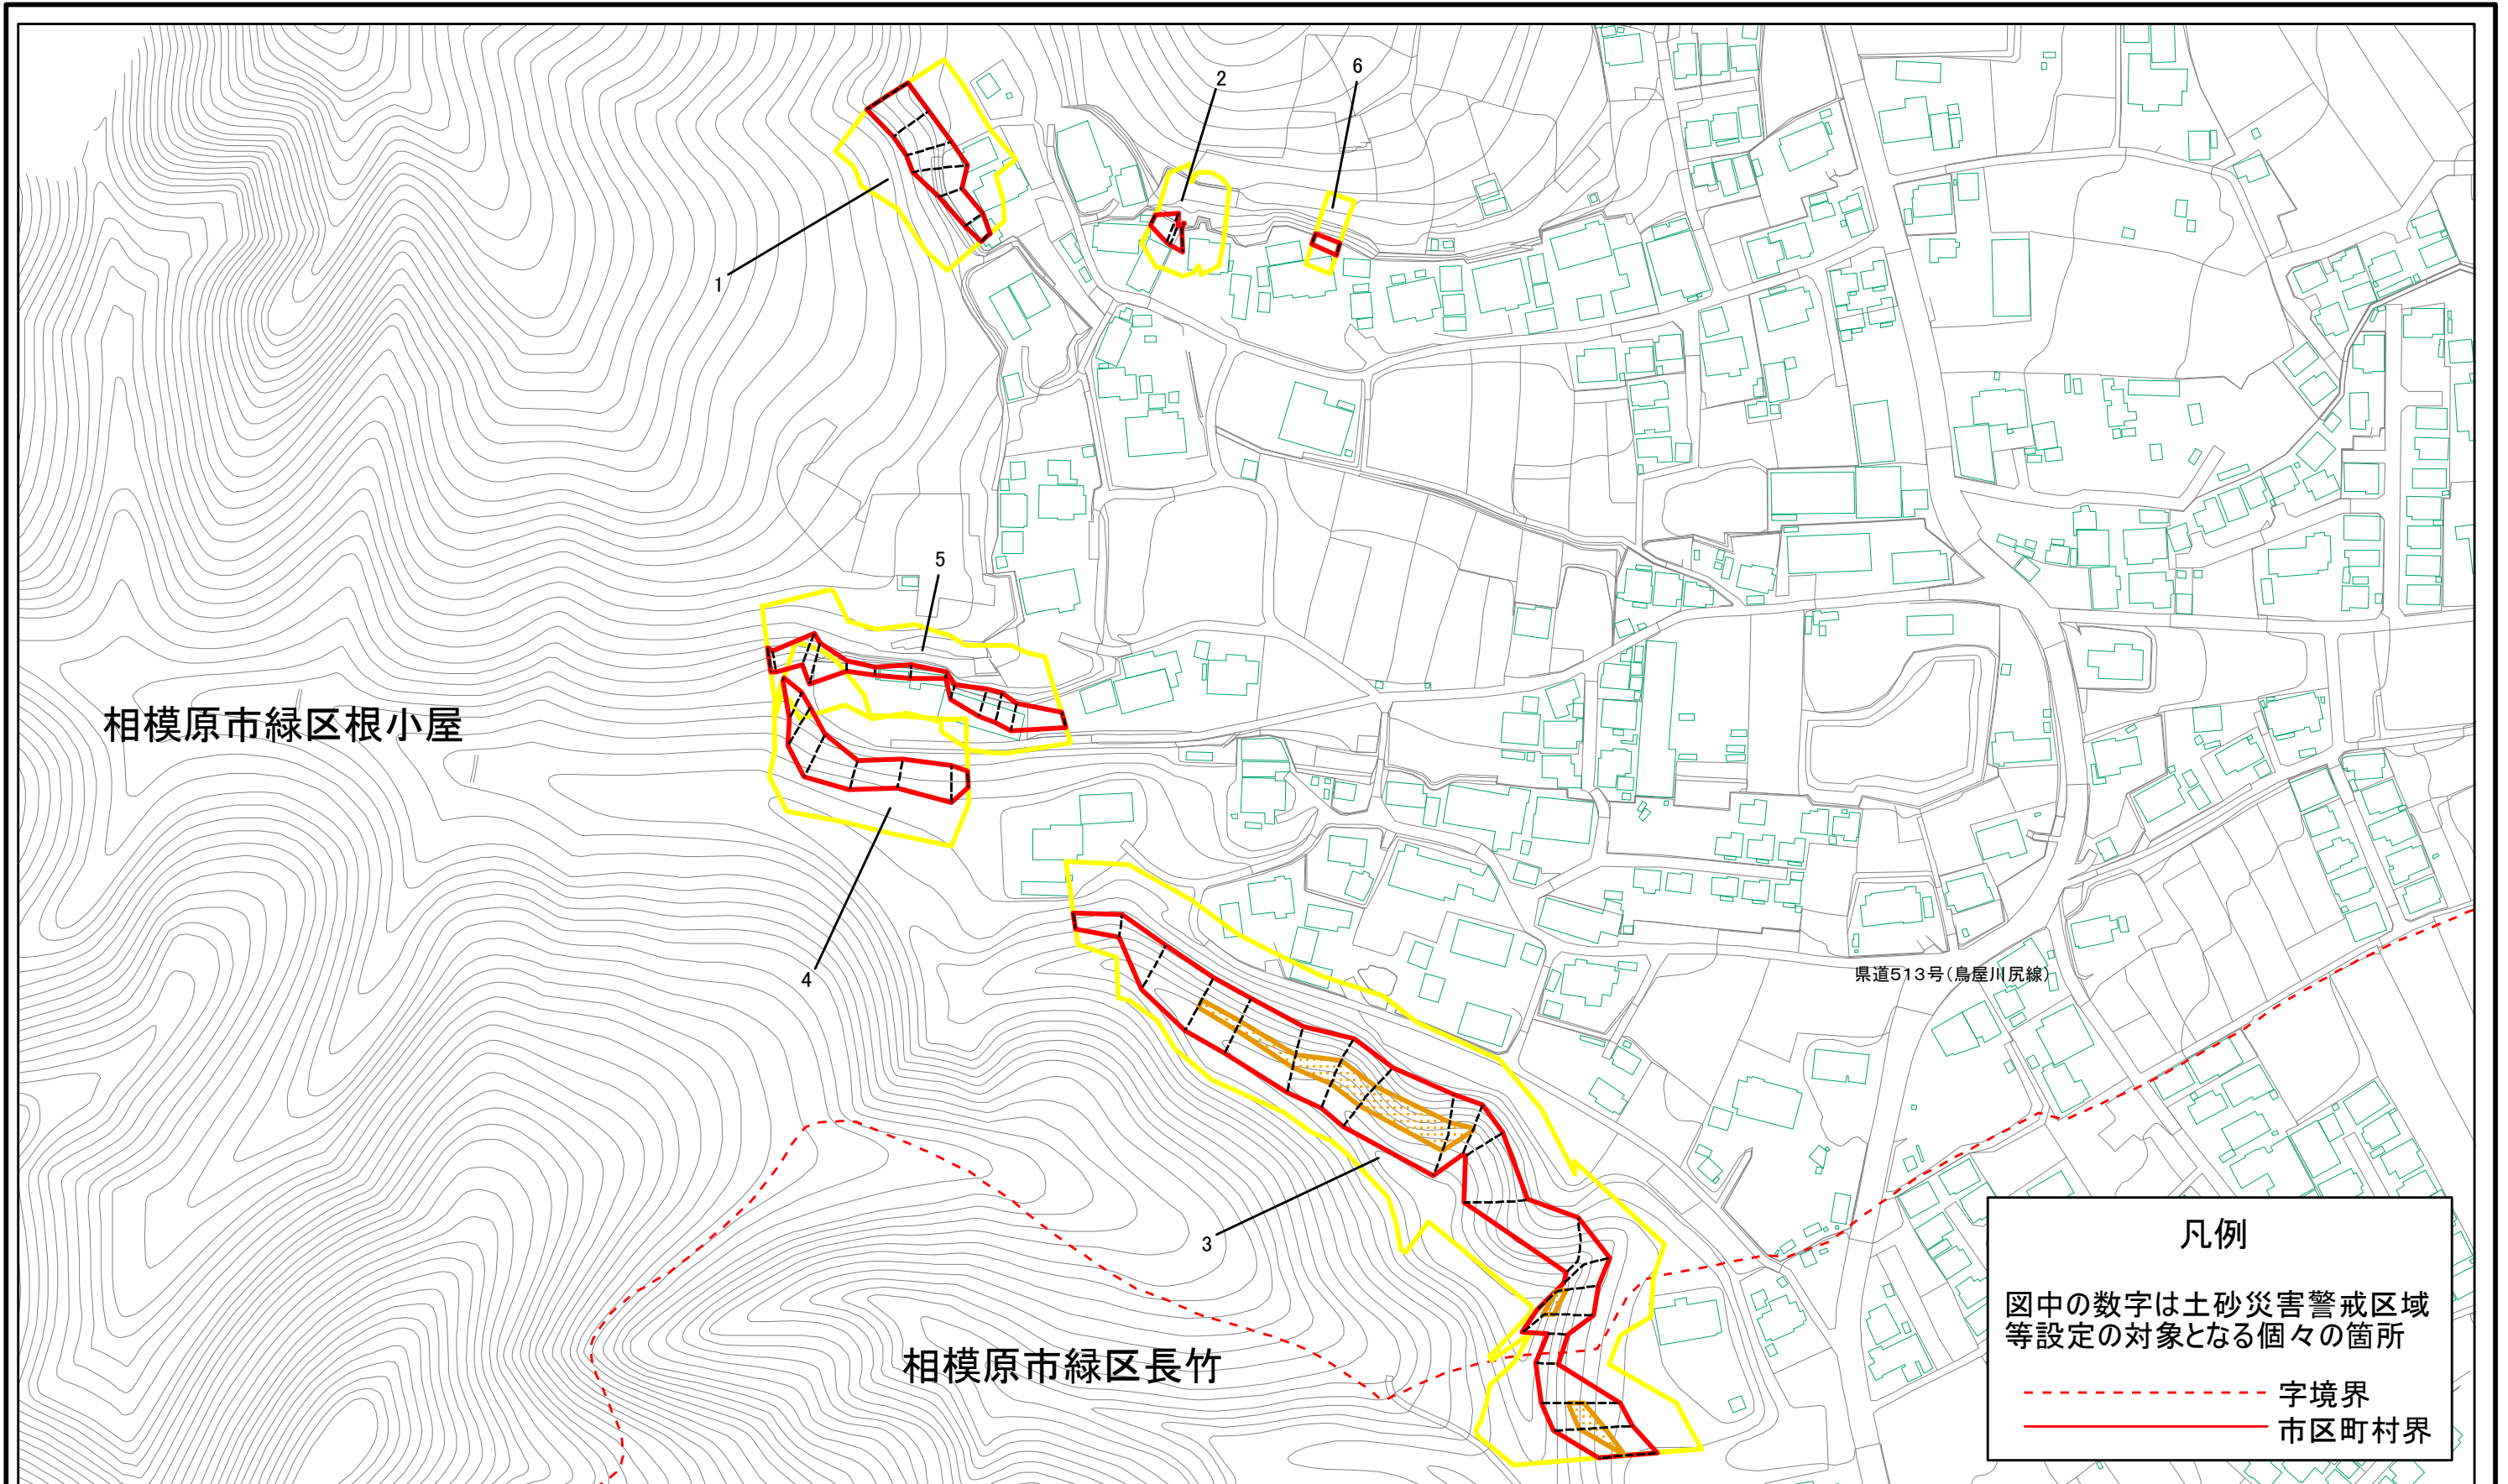 2
6
1
5
相模原市緑区根小屋
4
県道513号(鳥屋川尻線)
3
相模原市緑区長竹
凡例
図中の数字は土砂災害警戒区域
等設定の対象となる個々の箇所
字境界
市区町村界